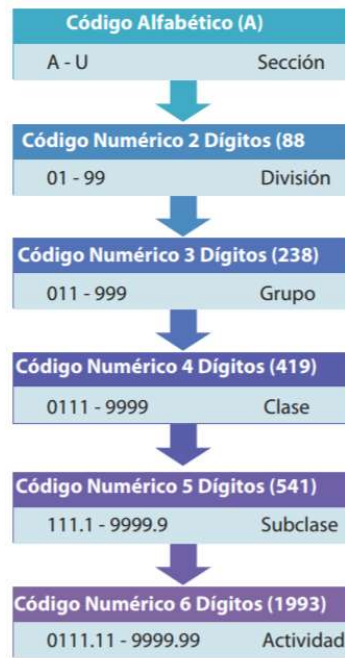 Código Alfabético (A)
A - U Sección
Código Numérico 2 Dígitos (88
01 - 99 División
Código Numérico 3 Dígitos (238)
011 - 999 Grupo
Código Numérico 4 Dígitos (419)
0111 - 9999 Clase
Código Numérico 5 Dígitos (541)
111.1 - 9999.9 Subclase
Código Numérico 6 Dígitos (1993)
0111.11 - 9999.99 Actividad